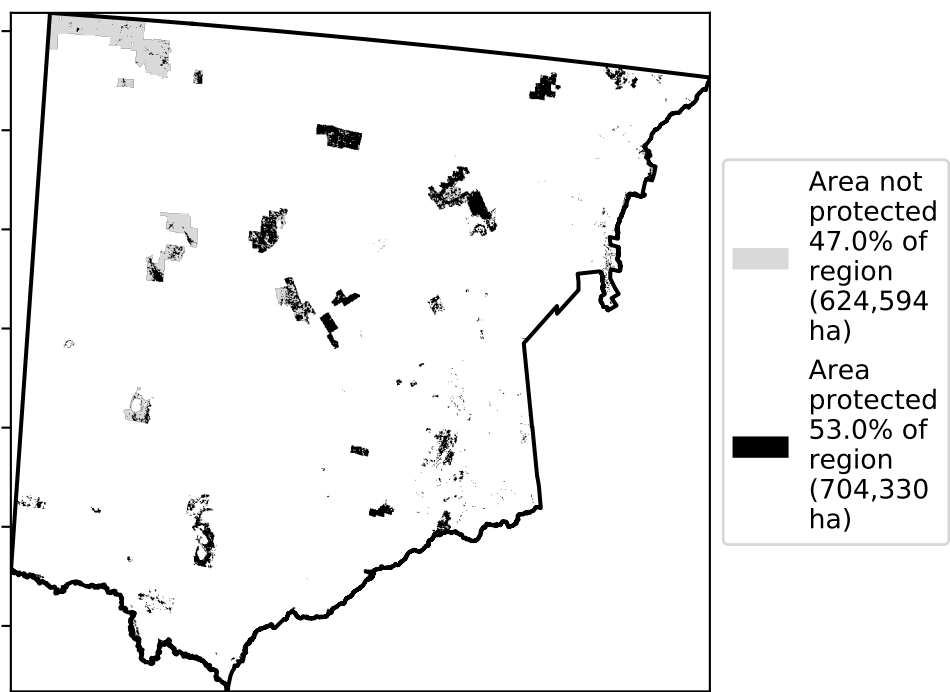 Area not
protected
47.0% of
region
(624,594
ha)
Area
protected
53.0% of
region
(704,330
ha)